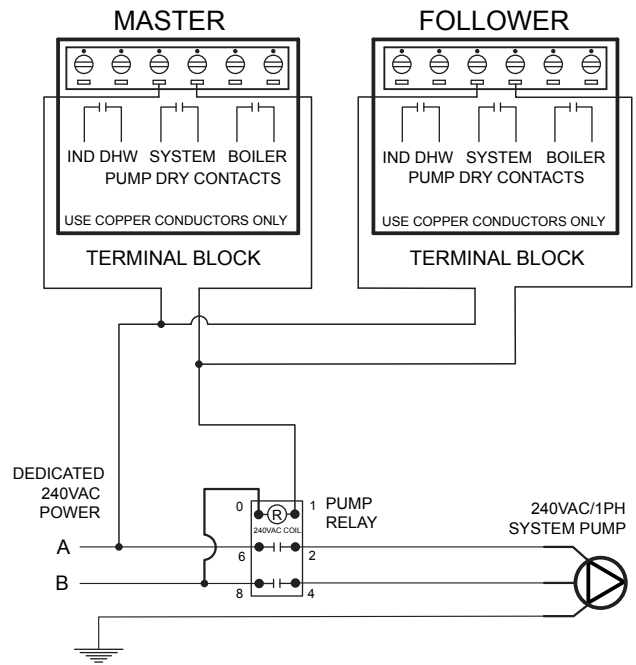 MASTER
FOLLOWER
IND DHW SYSTEM BOILER
PUMP DRY CONTACTS
USE COPPER CONDUCTORS ONLY
TERMINAL BLOCK
IND DHW SYSTEM BOILER
PUMP DRY CONTACTS
USE COPPER CONDUCTORS ONLY
TERMINAL BLOCK
DEDICATED
240VAC
POWER
A
B
0
R
1
240VAC COIL
6
2
8
4
PUMP
RELAY
240VAC/1PH
SYSTEM PUMP